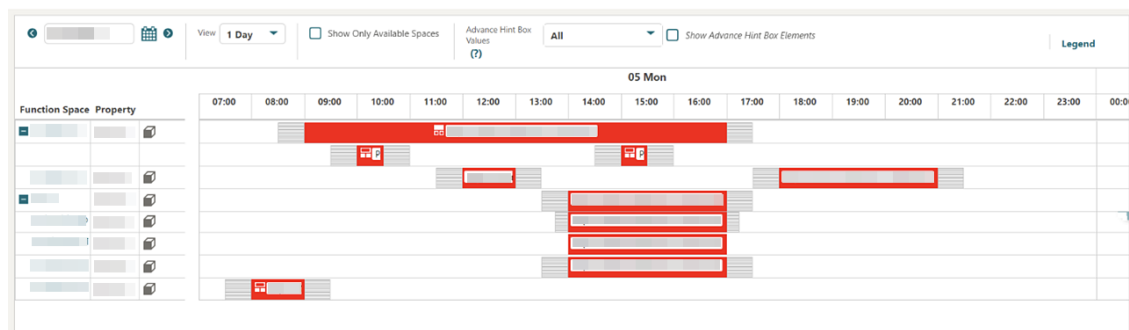 View 1 Day Show Only Available Spaces Advance Hint Box Values (?) All Show Advance Hint Box Elements
Legend
05 Mon
Function Space Property 07:00 08:00 09:00 10:00 11:00 12:00 13:00 14:00 15:00 16:00 17:00 18:00 19:00 20:00 21:00 22:00 23:00
P P